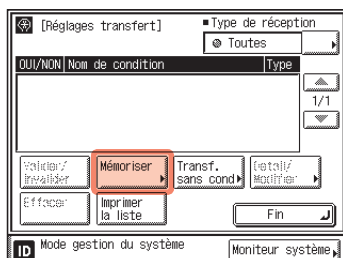 [Réglages transfert]
Type de réception
Toutes
OUI/NON Nom de condition Type
1/1
Valider/ invalider
Mémoriser
Transf. sans cond
Détail/ Modifier
Effacer
Imprimer la liste
Fin
ID Mode gestion du système
Moniteur système